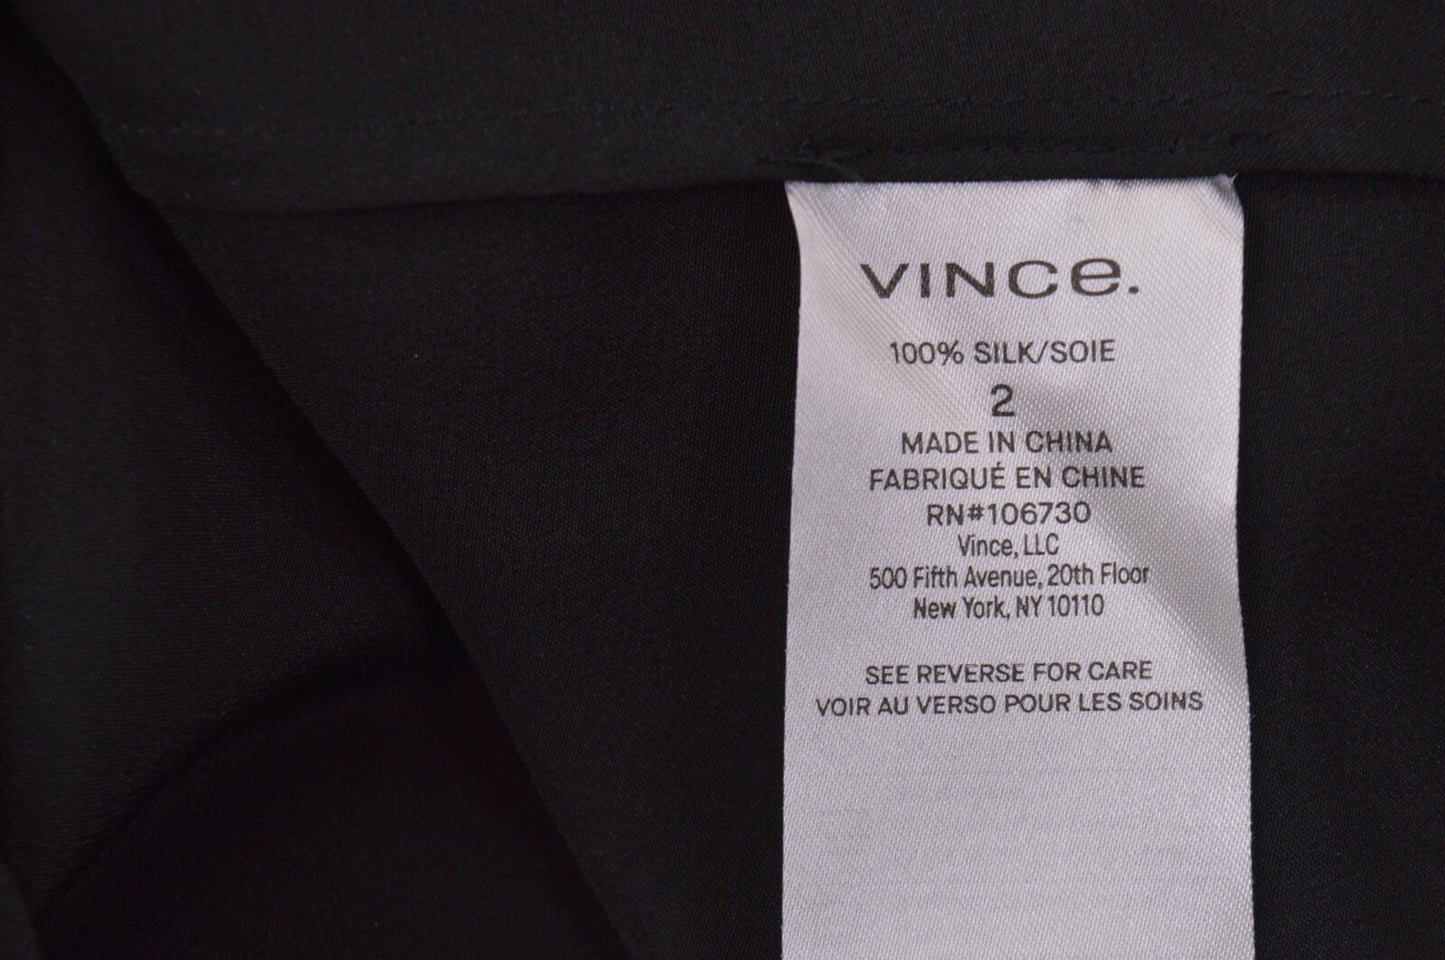 VINCe.
100% SILK/SOIE
2
MADE IN CHINA
FABRIQUÉ EN CHINE
RN#106730
Vince, LLC
500 Fifth Avenue, 20th Floor
New York, NY 10110
SEE REVERSE FOR CARE
VOIR AU VERSO POUR LES SOINS